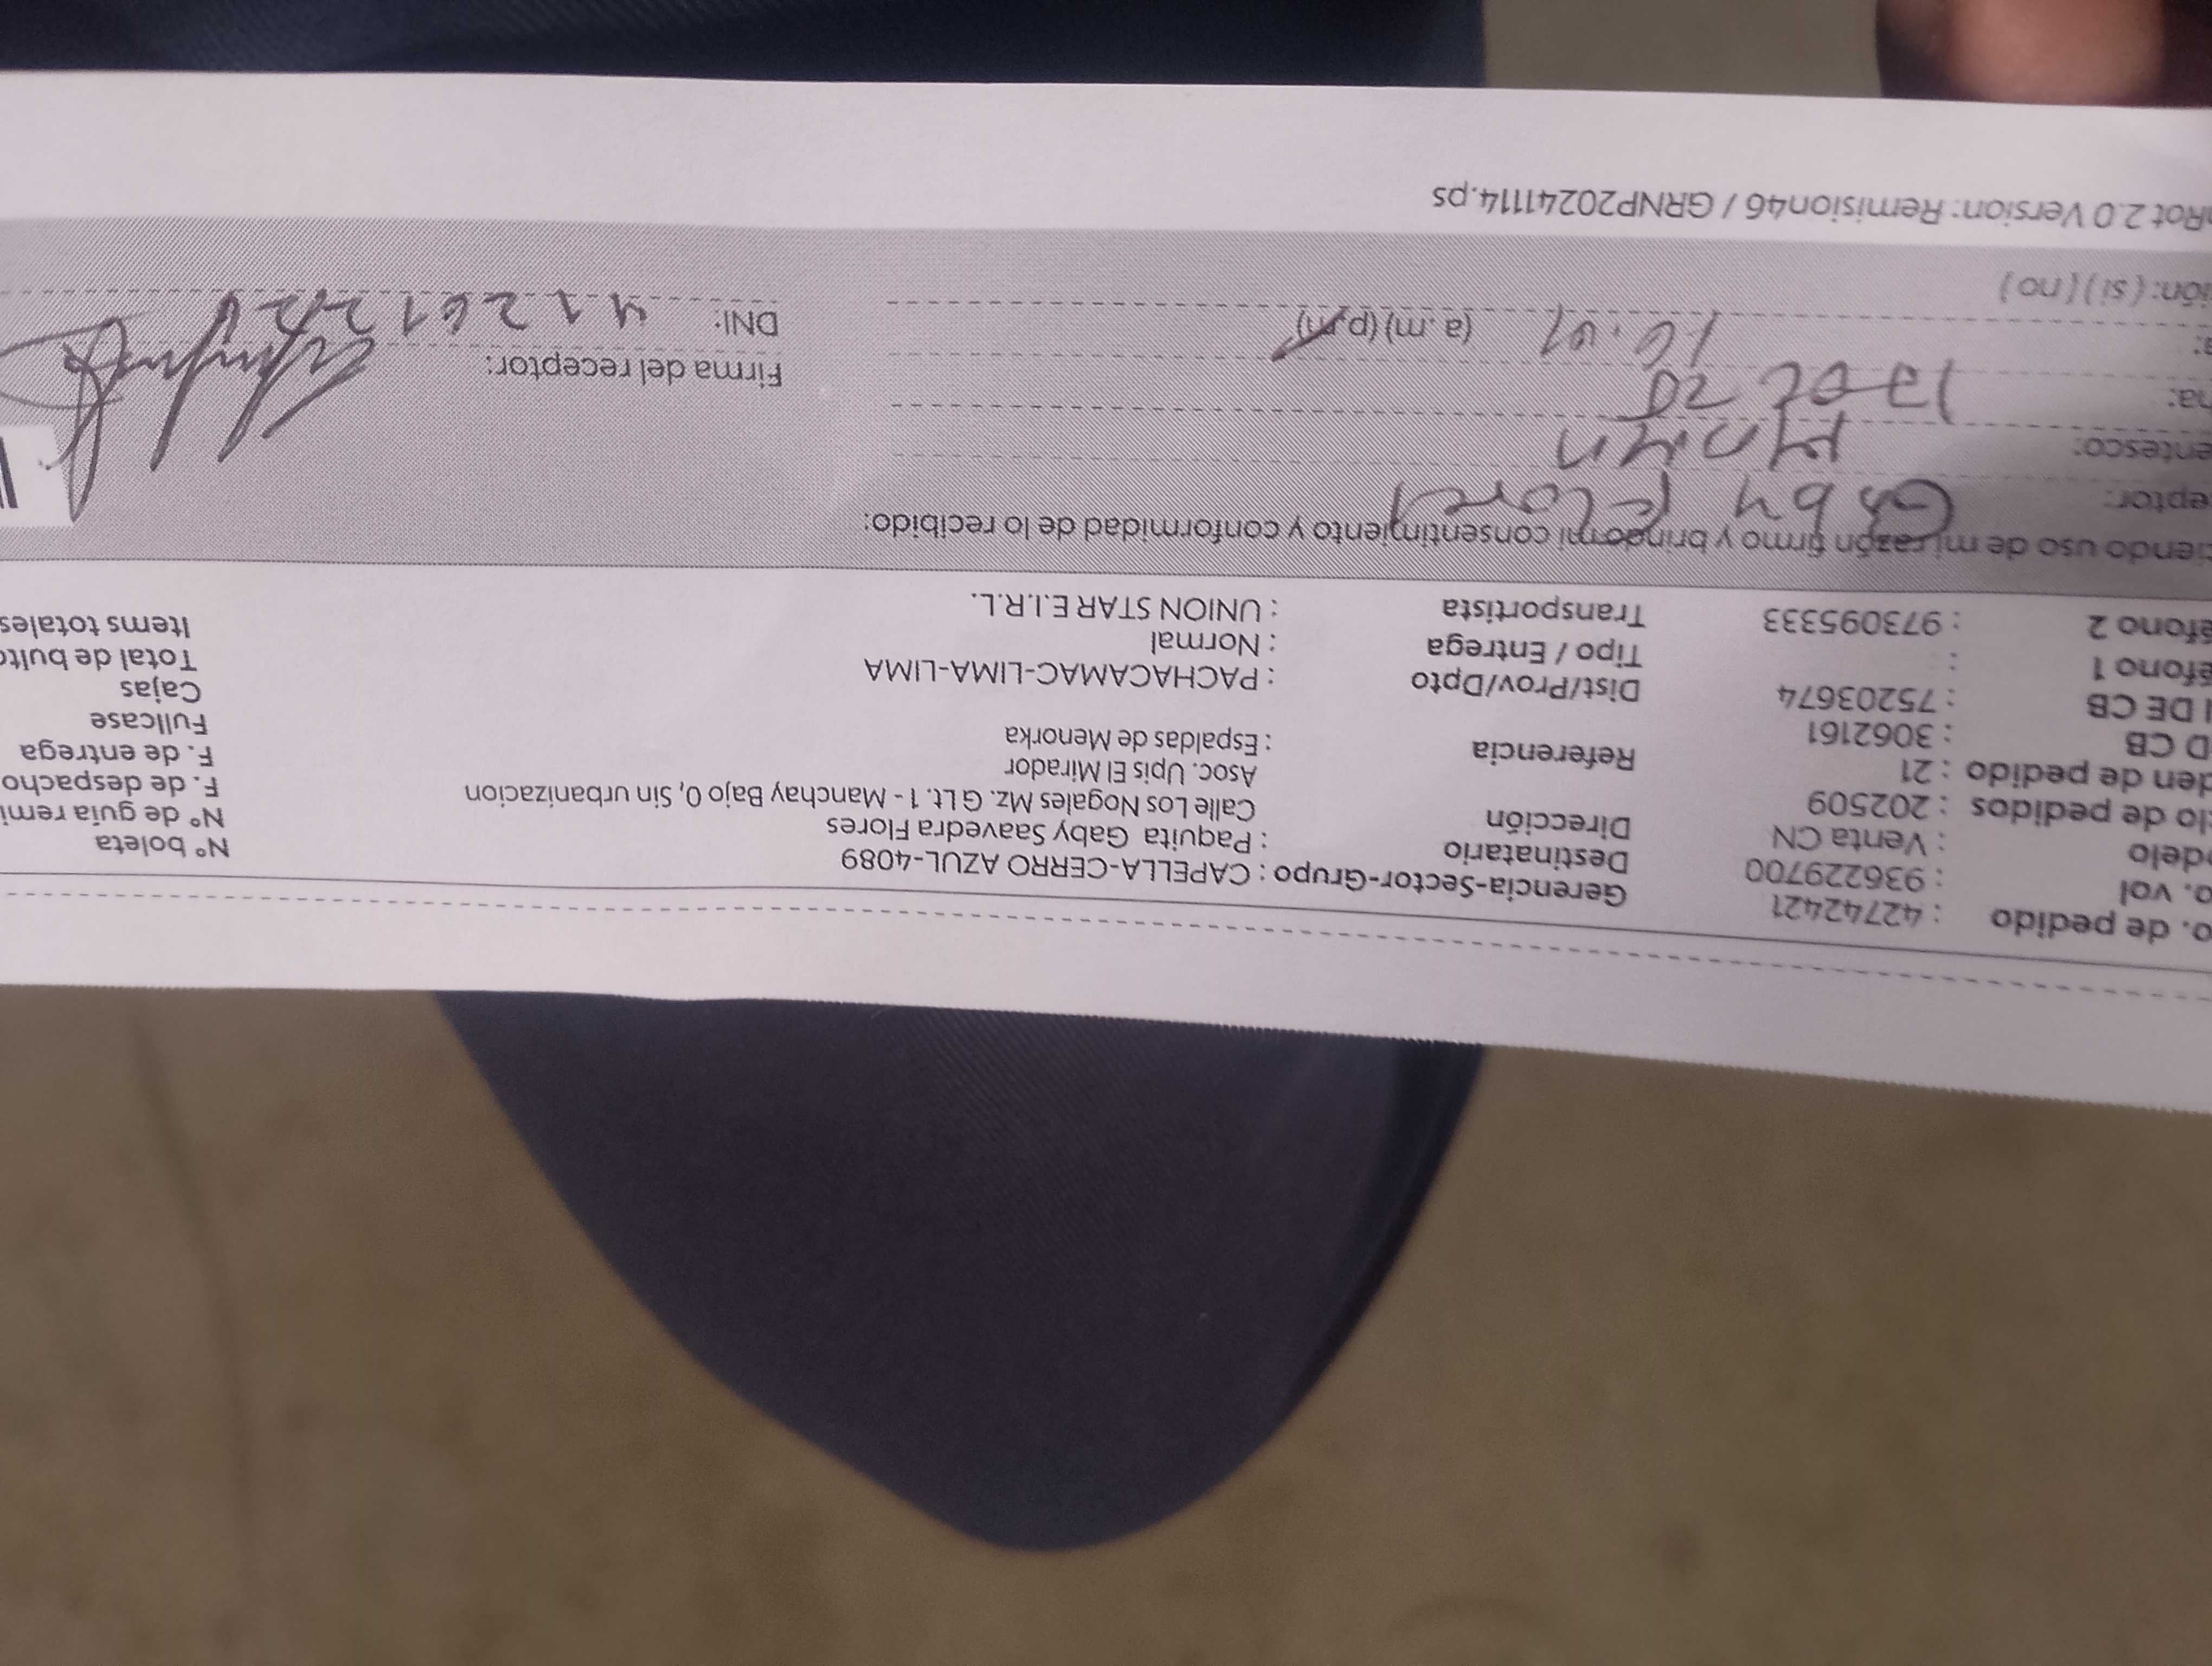 o. de pedido : 42742421 Gerencia-Sector-Grupo : CAPELLA-CERRO AZUL-4089
o. vol : 936229700 Destinatario : Paquita Gaby Saavedra Flores Nº boleta
delo : Venta CN Dirección Calle Los Nogales Mz. G Lt. 1 - Manchay Bajo 0, Sin urbanizacion Nº de guía remi
lo de pedidos : 202509 Asoc. Upis El Mirador F. de despacho
den de pedido : 21 Referencia : Espaldas de Menorka F. de entrega
D CB : 3062161 Fullcase
I DE CB : 75203674 Dist/Prov/Dpto : PACHACAMAC-LIMA-LIMA Cajas
éfono 1 : Tipo / Entrega : Normal Total de bulto
éfono 2 : 973095333 Transportista : UNION STAR E.I.R.L. Items totales
ciendo uso de mi razón firmo y brindo mi consentimiento y conformidad de lo recibido:
eptor: Gaby Flores
entesco:
na: Firma del receptor:
a: (a.m) (p.m) DNI:
ión: (si) (no)
Rot 2.0 Version: Remision46 / GRNP20241114.ps